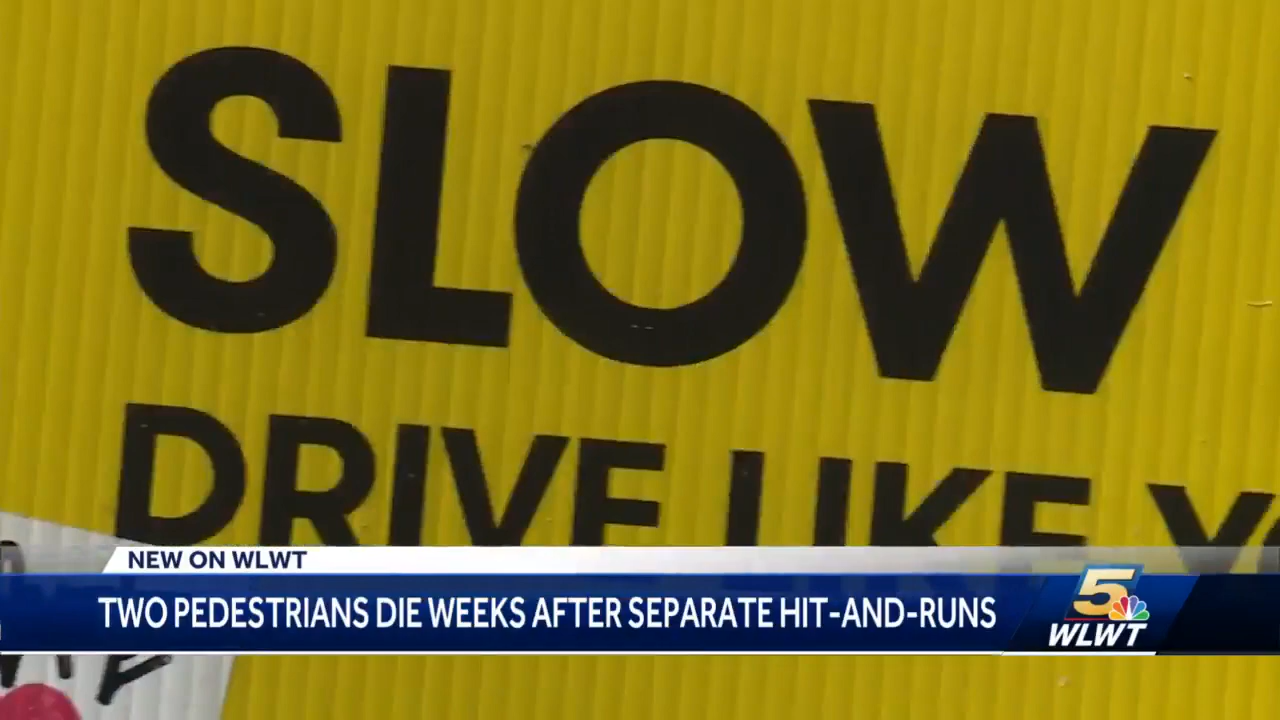 SLOW
DRIVE LIKE
NEW ON WLWT
TWO PEDESTRIANS DIE WEEKS AFTER SEPARATE HIT-AND-RUNS
5
WLWT